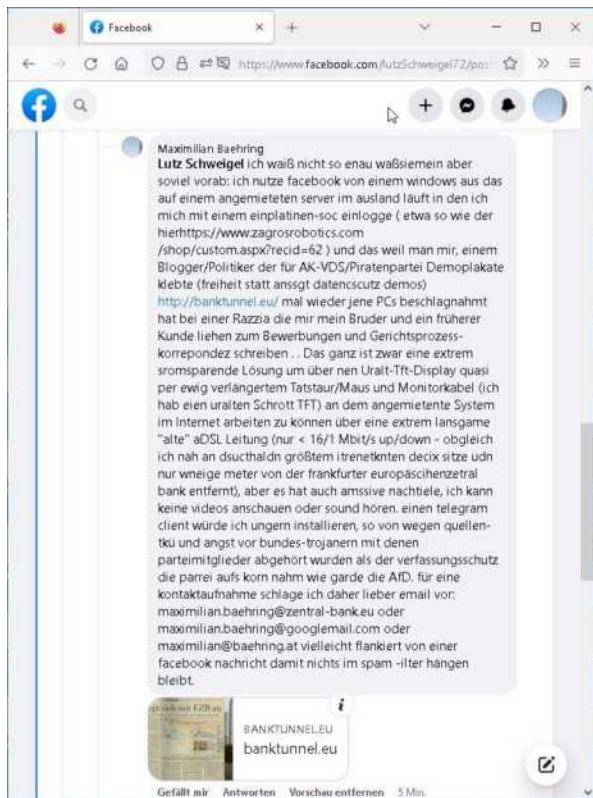 Facebook
https://www.facebook.com/lutzSchweigel72/pos
Maximilian Baehring
Lutz Schweigel ich waiß nicht so enau waßsiemein aber
soviel vorab: ich nutze facebook von einem windows aus das
auf einem angemieteten server im ausland läuft in den ich
mich mit einem einplatinen-soc einlogge ( etwa so wie der
hierhttps://www.zagrosrobotics.com
/shop/custom.aspx?recid=62 ) und das weil man mir, einem
Blogger/Politiker der für AK-VDS/Piratenpartei Demoplakate
klebte (freiheit statt anssgt datencscutz demos)
http://banktunnel.eu/ mal wieder jene PCs beschlagnahmt
hat bei einer Razzia die mir mein Bruder und ein früherer
Kunde liehen zum Bewerbungen und Gerichtsprozess-
korrepondez schreiben . . Das ganz ist zwar eine extrem
sromsparende Lösung um über nen Uralt-Tft-Display quasi
per ewig verlängertem Tatstaur/Maus und Monitorkabel (ich
hab eien uralten Schrott TFT) an dem angemietente System
im Internet arbeiten zu können über eine extrem lansgame
"alte" aDSL Leitung (nur < 16/1 Mbit/s up/down - obgleich
ich nah an dsucthaldn größtem itrenetknten decix sitze udn
nur wneige meter von der frankfurter europäscihenzetral
bank entfernt), aber es hat auch amssive nachtiele, ich kann
keine videos anschauen oder sound hören. einen telegram
client würde ich ungern installieren, so von wegen quellen-
tkü und angst vor bundes-trojanern mit denen
parteimitglieder abgehört wurden als der verfassungsschutz
die parrei aufs korn nahm wie garde die AfD. für eine
kontaktaufnahme schlage ich daher lieber email vor:
maximilian.baehring@zentral-bank.eu oder
maximilian.baehring@googlemail.com oder
maximilian@baehring.at vielleicht flankiert von einer
facebook nachricht damit nichts im spam -ilter hängen
bleibt.
BANKTUNNEL.EU
banktunnel.eu
Gefällt mir Antworten Vorschau entfernen 5 Min.